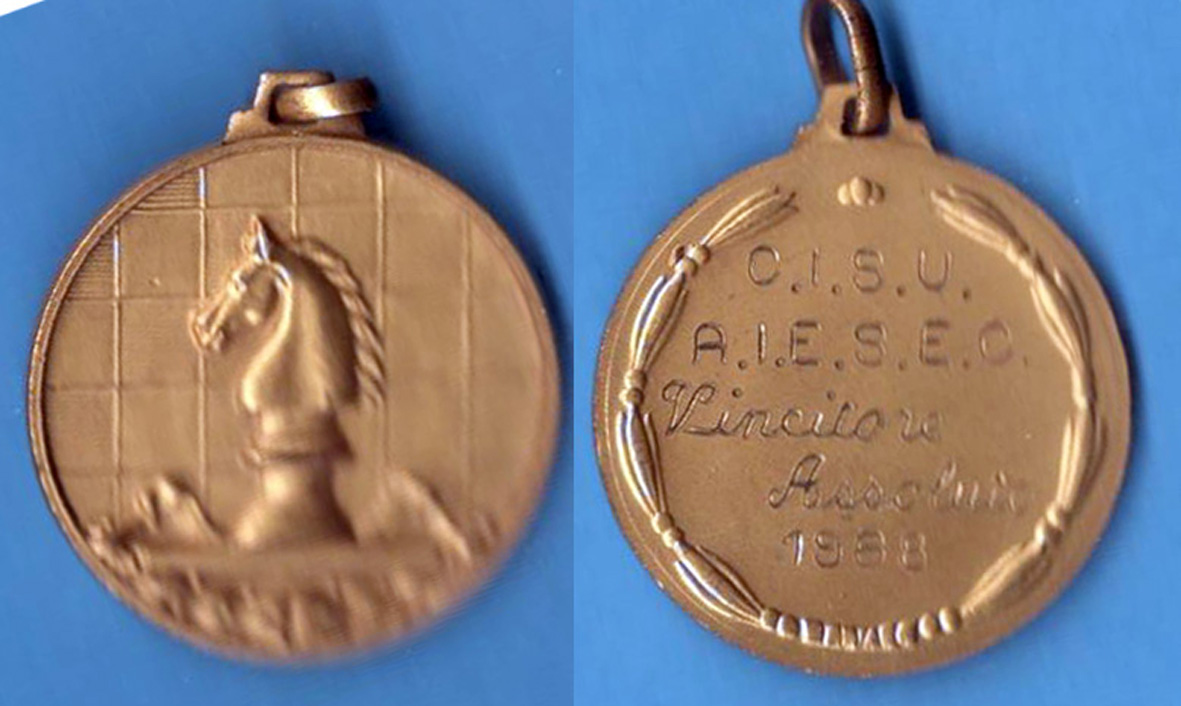 C.I.S.U.
A.I.E.S.E.C.
Vincitore
Assoluto
1988